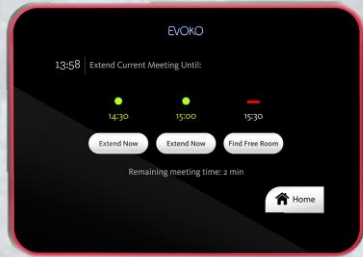 EVOKO
13:58 Extend Current Meeting Until:
14:30 15:00 15:30
Extend Now Extend Now Find Free Room
Remaining meeting time: 2 min
Home